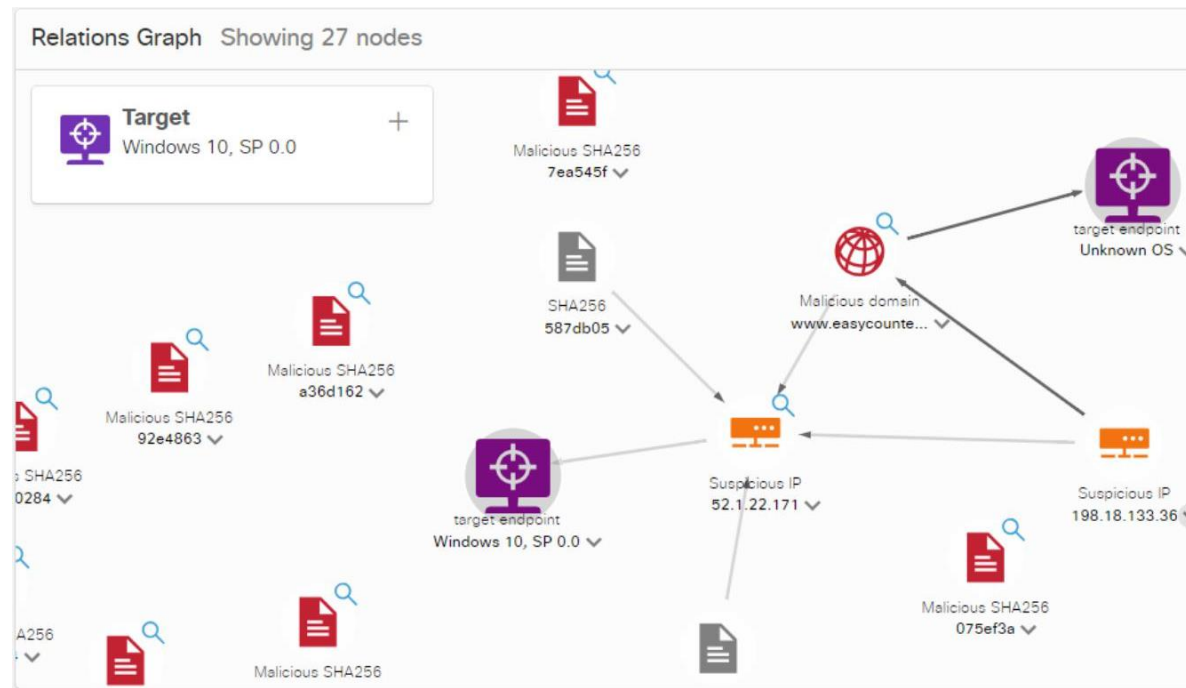 Relations Graph Showing 27 nodes
Target
Windows 10, SP 0.0
Malicious SHA256
7ea545f
target endpoint
Unknown OS
SHA256
587db05
Malicious domain
www.easycounte...
Malicious SHA256
a36d162
Malicious SHA256
92e4863
SHA256
0284
Suspicious IP
52.1.22.171
Suspicious IP
198.18.133.36
target endpoint
Windows 10, SP 0.0
Malicious SHA256
075ef3a
A256
Malicious SHA256